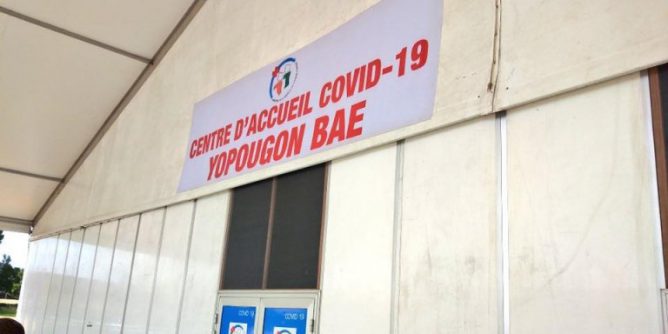 CENTRE D'ACCUEIL COVID-19
YOPOUGON BAE
COVID 19
COVID 19